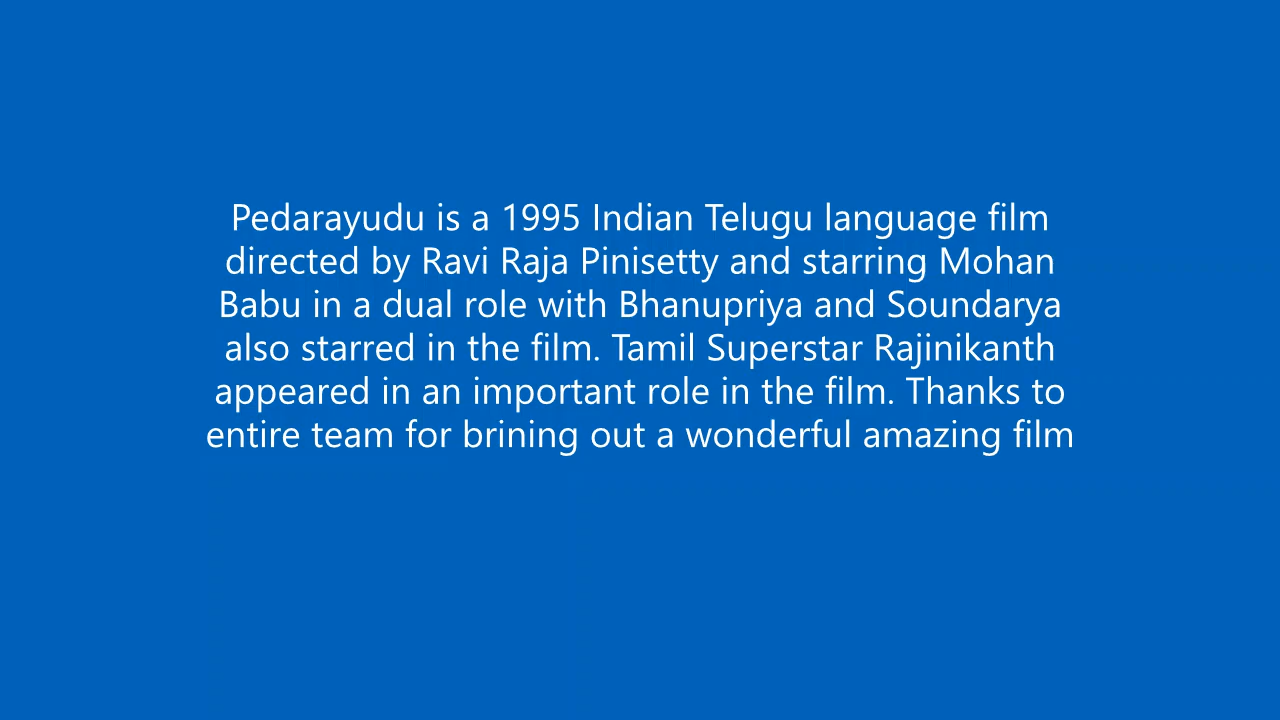 Pedarayudu is a 1995 Indian Telugu language film
directed by Ravi Raja Pinisetty and starring Mohan
Babu in a dual role with Bhanupriya and Soundarya
also starred in the film. Tamil Superstar Rajinikanth
appeared in an important role in the film. Thanks to
entire team for brining out a wonderful amazing film